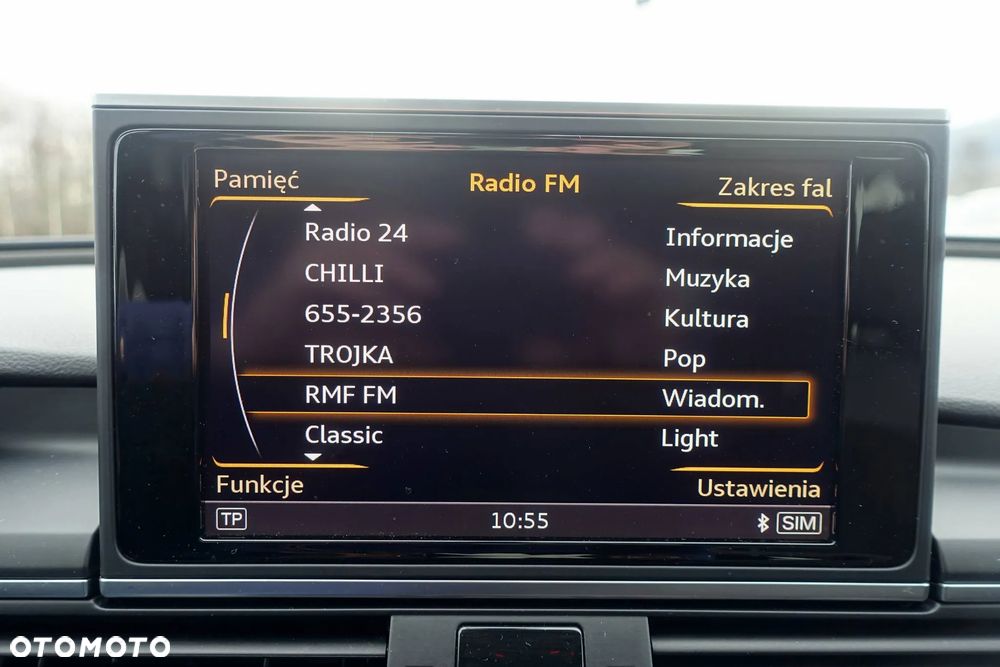 Pamięć Radio FM Zakres fal
Radio 24 Informacje
CHILLI Muzyka
655-2356 Kultura
TROJKA Pop
RMF FM Wiadom.
Classic Light
Funkcje Ustawienia
TP 10:55 SIM
OTOMOTO